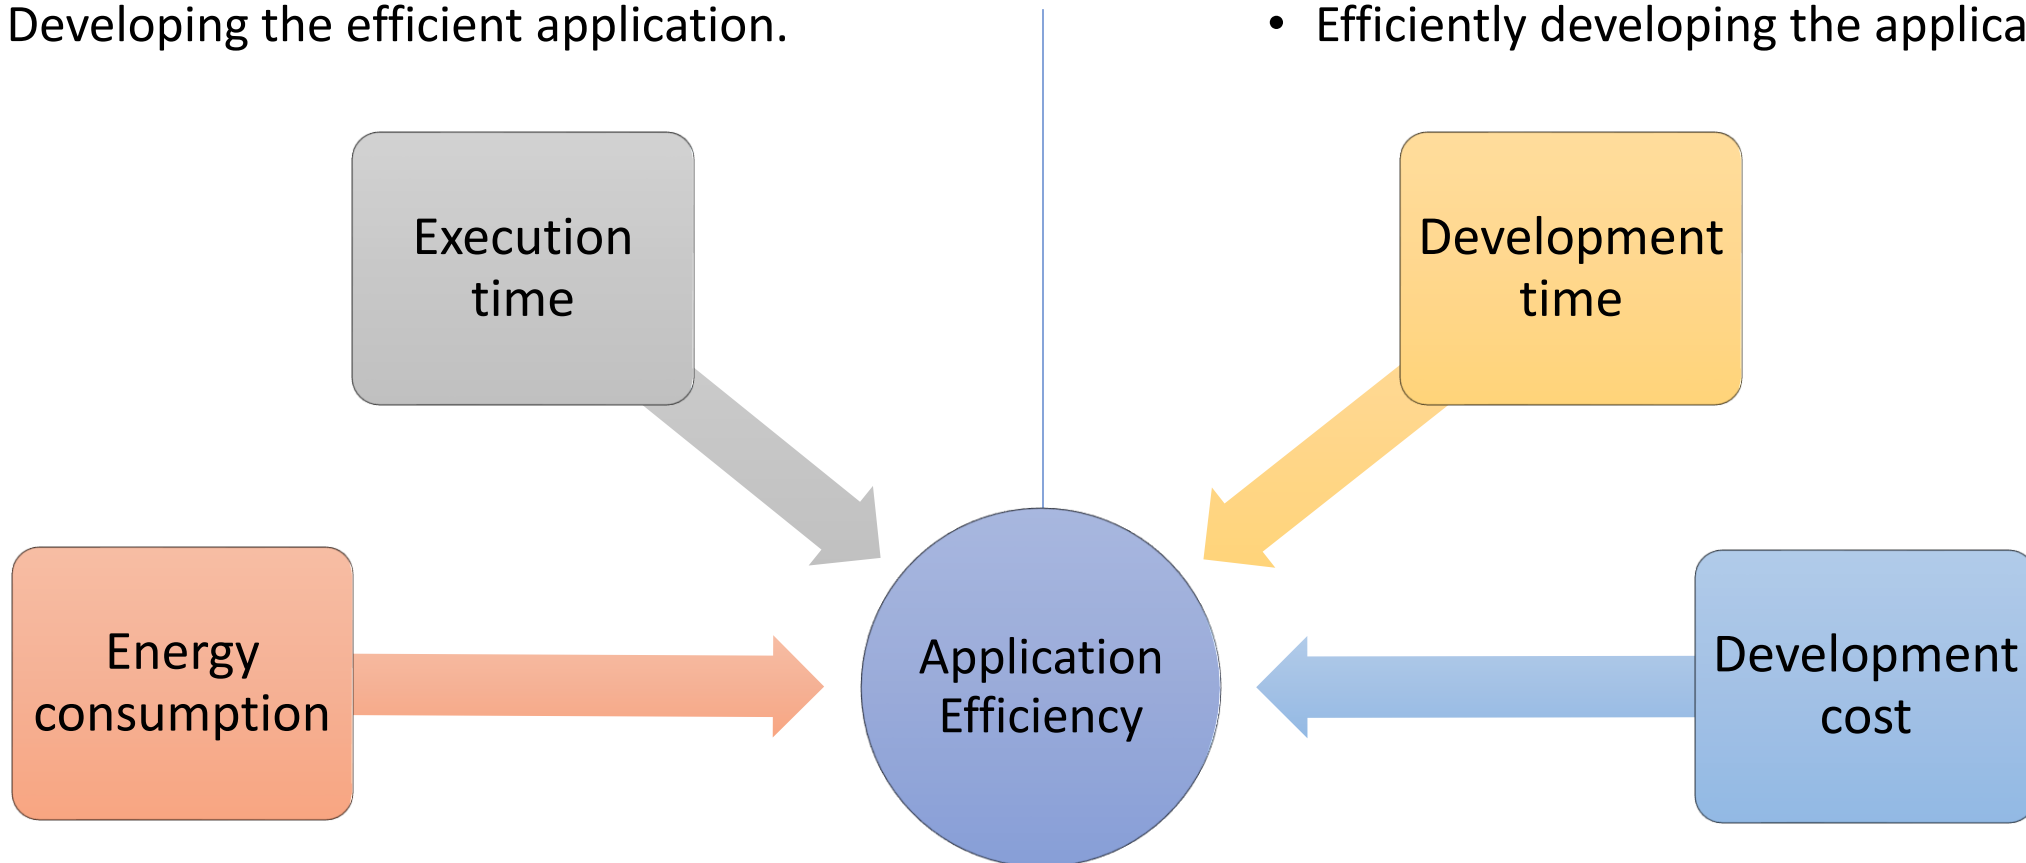 Developing the efficient application.
• Efficiently developing the applica
Execution
time
Development
time
Energy
consumption
Application
Efficiency
Development
cost